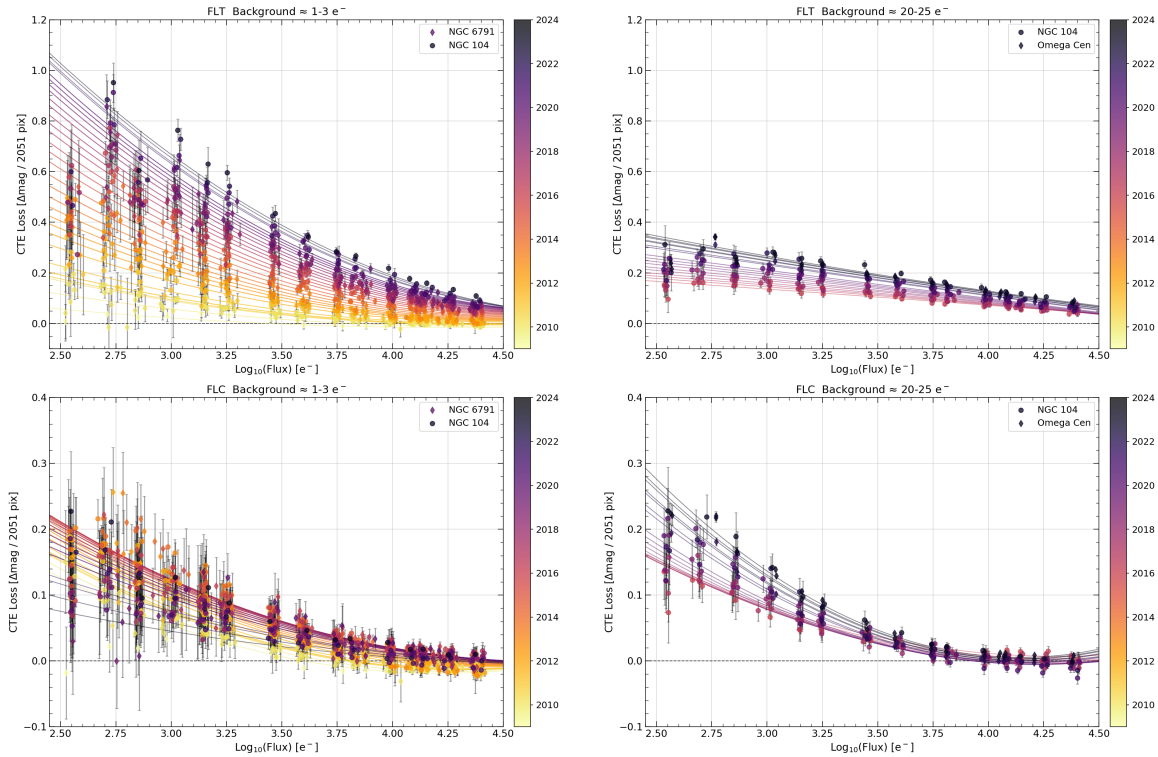 FLT Background ≈ 1-3 e⁻
NGC 6791
NGC 104
CTE Loss [Δmag / 2051 pix]
1.2
1.0
0.8
0.6
0.4
0.2
0.0
2.50 2.75 3.00 3.25 3.50 3.75 4.00 4.25 4.50
Log₁₀(Flux) [e⁻]
2024
2022
2020
2018
2016
2014
2012
2010
FLT Background ≈ 20-25 e⁻
NGC 104
Omega Cen
CTE Loss [Δmag / 2051 pix]
1.2
1.0
0.8
0.6
0.4
0.2
0.0
2.50 2.75 3.00 3.25 3.50 3.75 4.00 4.25 4.50
Log₁₀(Flux) [e⁻]
2024
2022
2020
2018
2016
2014
2012
2010
FLC Background ≈ 1-3 e⁻
NGC 6791
NGC 104
CTE Loss [Δmag / 2051 pix]
0.4
0.3
0.2
0.1
0.0
−0.1
2.50 2.75 3.00 3.25 3.50 3.75 4.00 4.25 4.50
Log₁₀(Flux) [e⁻]
2024
2022
2020
2018
2016
2014
2012
2010
FLC Background ≈ 20-25 e⁻
NGC 104
Omega Cen
CTE Loss [Δmag / 2051 pix]
0.4
0.3
0.2
0.1
0.0
−0.1
2.50 2.75 3.00 3.25 3.50 3.75 4.00 4.25 4.50
Log₁₀(Flux) [e⁻]
2024
2022
2020
2018
2016
2014
2012
2010